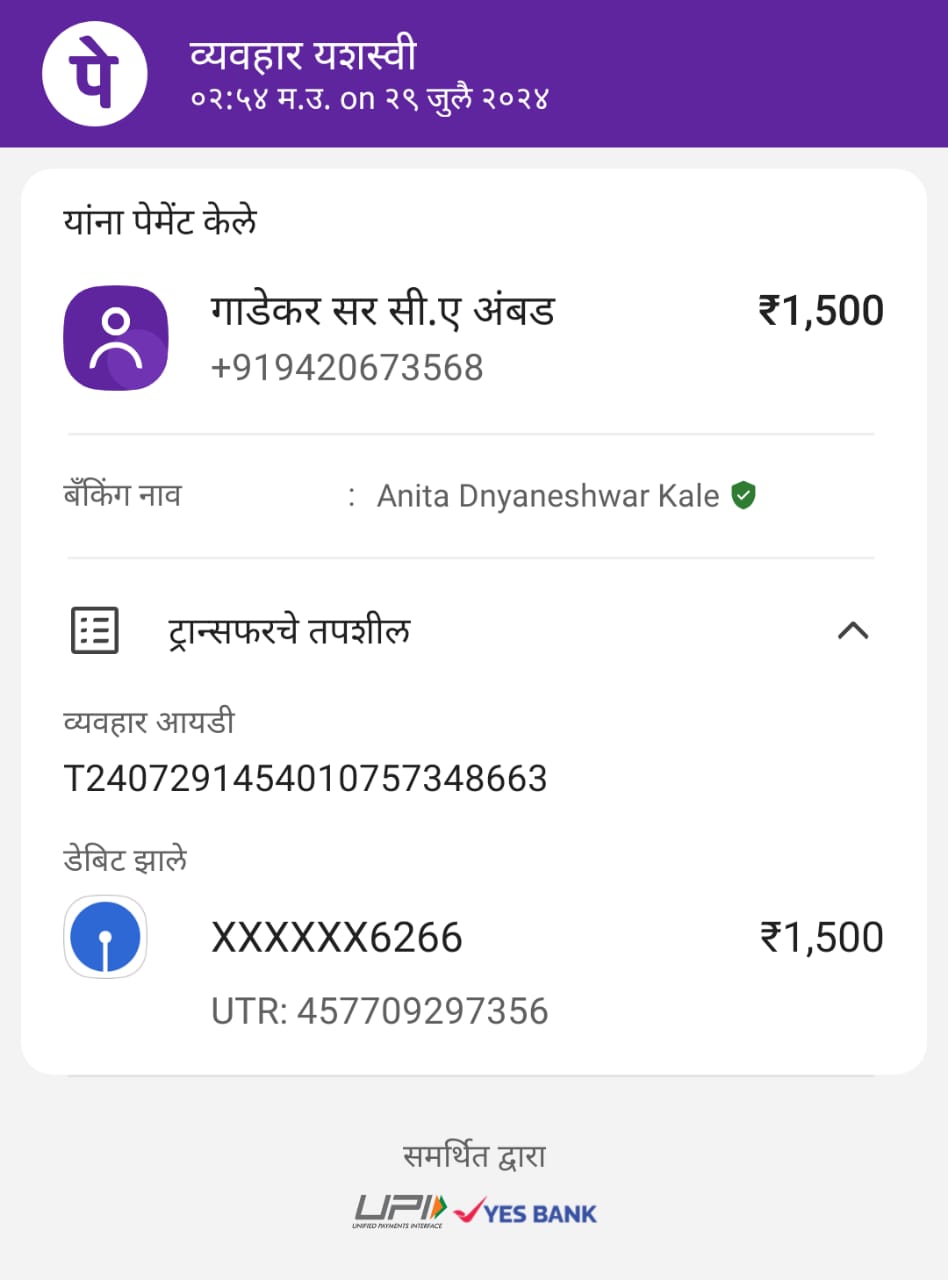 पे
व्यवहार यशस्वी
०२:५४ म.उ. on २९ जुलै २०२४
यांना पेमेंट केले
गाडेकर सर सी.ए अंबड ₹1,500
+919420673568
बँकिंग नाव : Anita Dnyaneshwar Kale
ट्रान्सफरचे तपशील
व्यवहार आयडी
T2407291454010757348663
डेबिट झाले
XXXXXX6266 ₹1,500
UTR: 457709297356
समर्थित द्वारा
UPI YES BANK
UNIFIED PAYMENTS INTERFACE